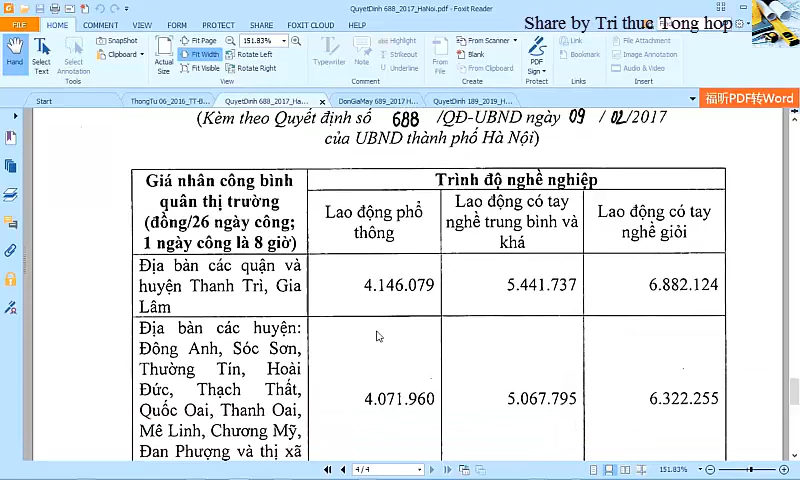 QuyetDinh 688_2017_HaNoi.pdf - Foxit Reader
Share by Tri thuc Tong hop
FILE HOME COMMENT VIEW FORM PROTECT SHARE FOXIT CLOUD HELP
Hand
Select Text
Select Annotation
SnapShot
Clipboard
Tools
Actual Size
Fit Page
Fit Width
Fit Visible
151.83%
Rotate Left
Rotate Right
View
Typewriter
Note
Highlight
Strikeout
Underline
Comment
From File
From Scanner
Blank
From Clipboard
Create
PDF Sign
Protect
Link
Bookmark
Links
File Attachment
Image Annotation
Audio & Video
Insert
Start ThongTu 06_2016_TT-B... QuyetDinh 688_2017_Ha... DonGiaMay 689_2017 H... QuyetDinh 189_2019_H...
福昕PDF转Word
(Kèm theo Quyết định số 688 /QĐ-UBND ngày 09 / 02/2017
của UBND thành phố Hà Nội)
Giá nhân công bình
quân thị trường
(đồng/26 ngày công;
1 ngày công là 8 giờ)
Trình độ nghề nghiệp
Lao động phổ
thông
Lao động có tay
nghề trung bình và
khá
Lao động có tay
nghề giỏi
Địa bàn các quận và
huyện Thanh Trì, Gia
Lâm
4.146.079 5.441.737 6.882.124
Địa bàn các huyện:
Đông Anh, Sóc Sơn,
Thường Tín, Hoài
Đức, Thạch Thất,
Quốc Oai, Thanh Oai,
Mê Linh, Chương Mỹ,
Đan Phượng và thị xã
4.071.960 5.067.795 6.322.255
4 / 4
151.83%